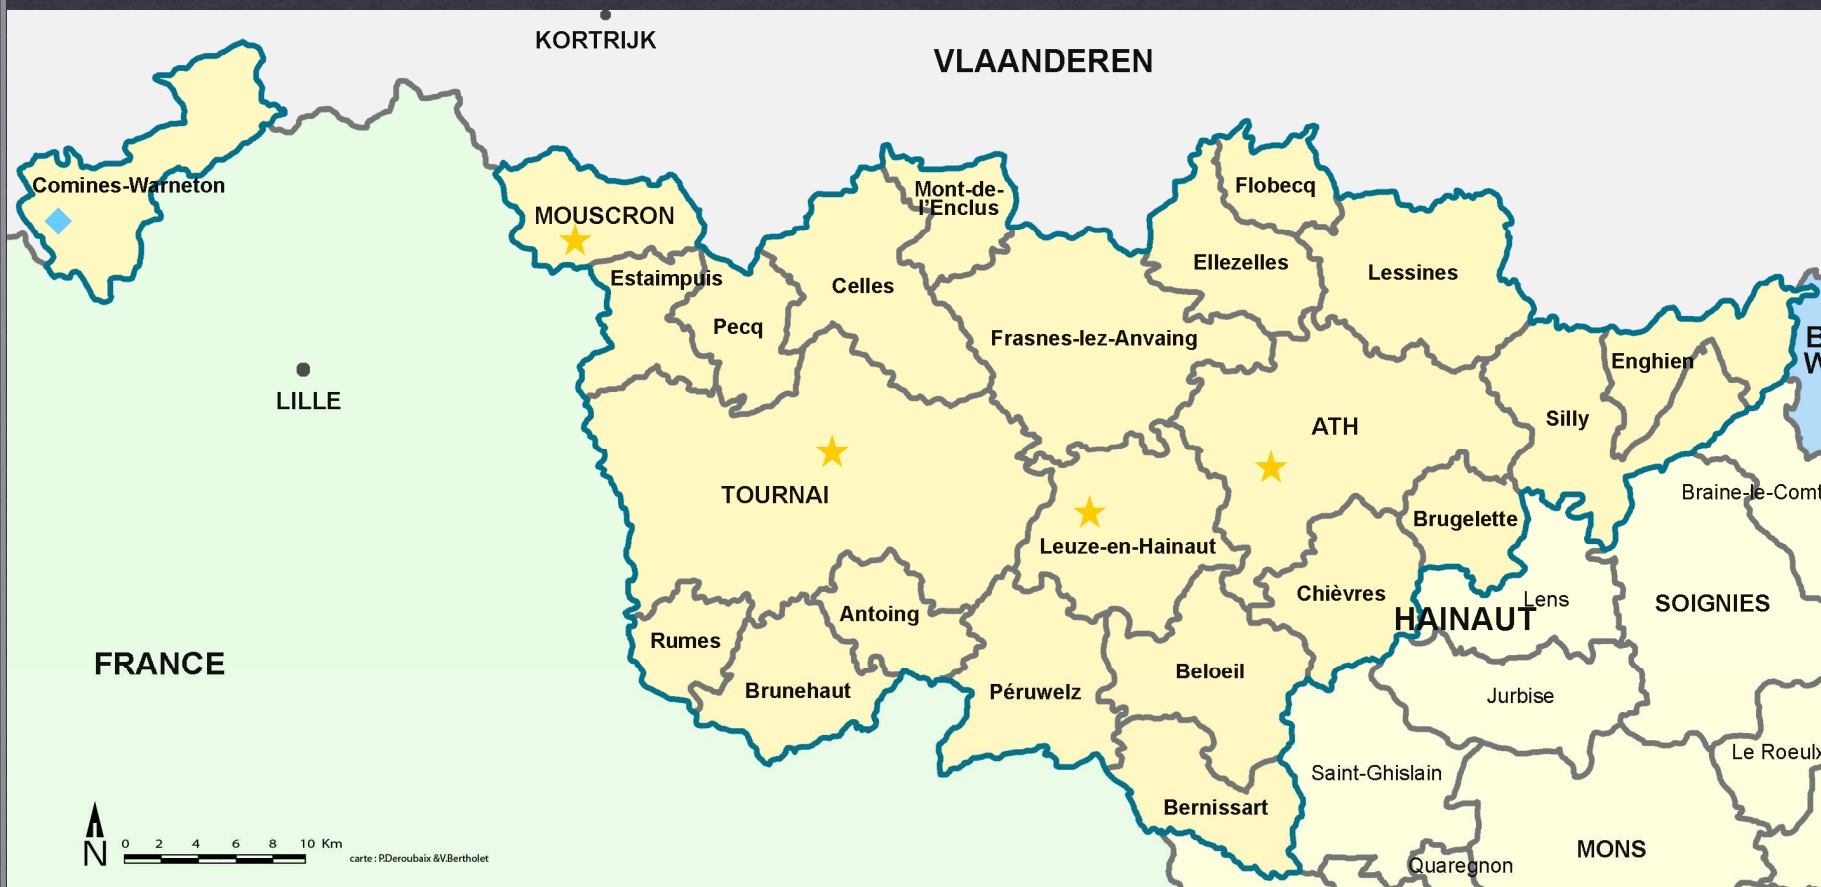 KORTRIJK
VLAANDEREN
Comines-Warneton
MOUSCRON
Mont-de-
l'Enclus
Flobecq
Estaimpuis
Celles
Ellezelles
Lessines
Pecq
Frasnes-lez-Anvaing
Enghien
B
W
LILLE
Silly
ATH
TOURNAI
Braine-le-Comt
Brugelette
Leuze-en-Hainaut
Chièvres
Lens
SOIGNIES
HAINAUT
Antoing
Rumes
FRANCE
Beloeil
Brunehaut
Péruwelz
Jurbise
Le Roeulx
Saint-Ghislain
Bernissart
MONS
Quaregnon
N
0 2 4 6 8 10 Km
carte : P.Deroubaix &V.Bertholet